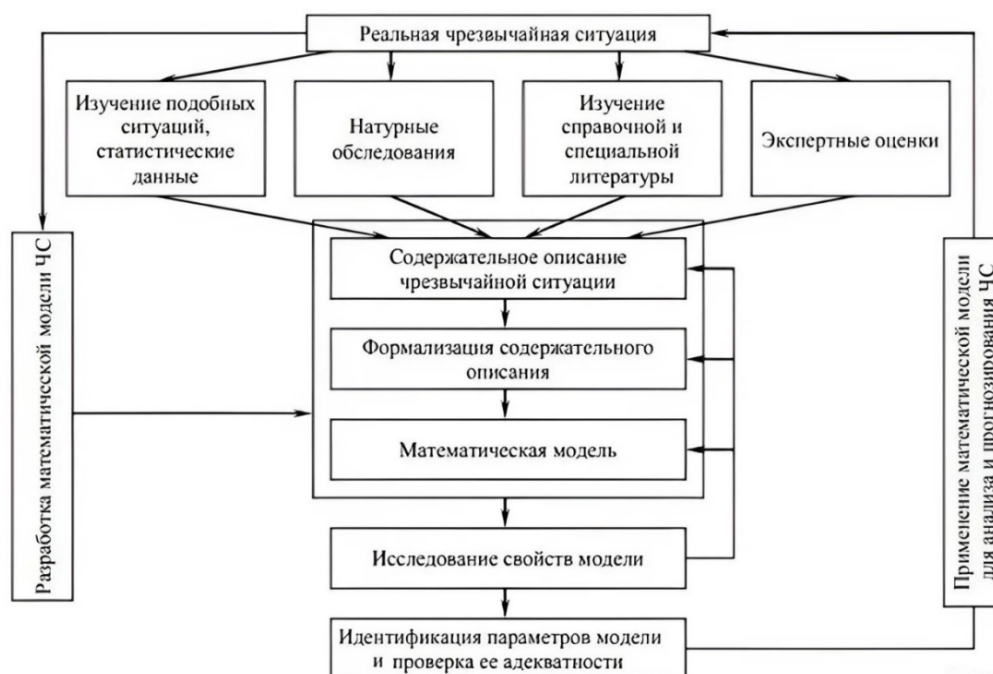 Реальная чрезвычайная ситуация
Изучение подобных
ситуаций,
статистические
данные
Натурные
обследования
Изучение
справочной и
специальной
литературы
Экспертные оценки
Разработка математической модели ЧС
Содержательное описание
чрезвычайной ситуации
Формализация содержательного
описания
Математическая модель
Исследование свойств модели
Идентификация параметров модели
и проверка ее адекватности
Применение математической модели
для анализа и прогнозирования ЧС